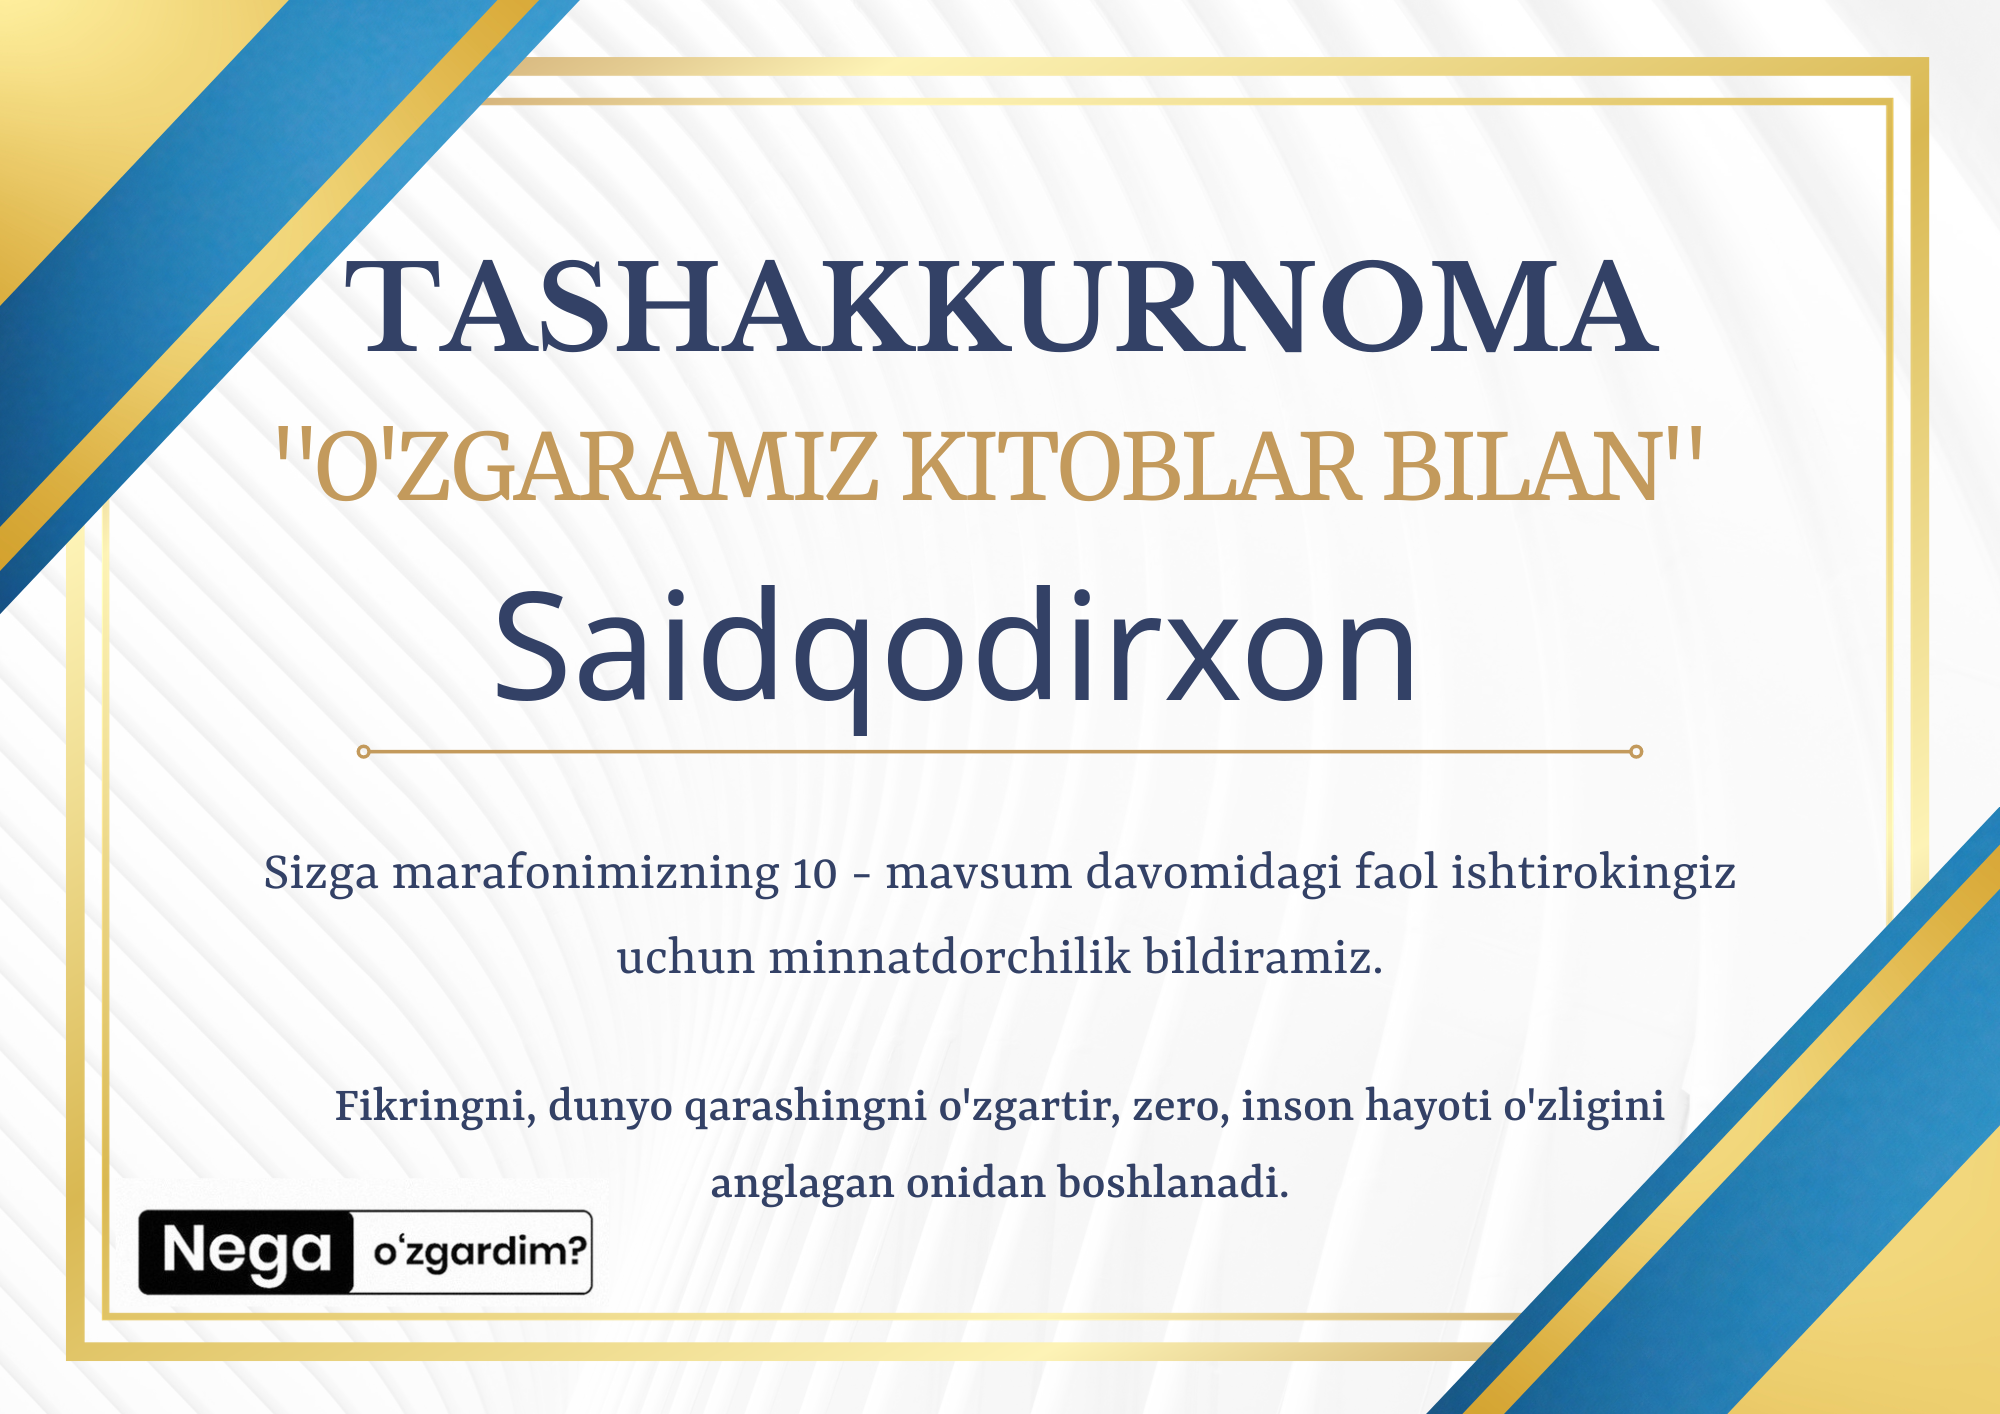 TASHAKKURNOMA
"O'ZGARAMIZ KITOBLAR BILAN"
Saidqodirxon
Sizga marafonimizning 10 - mavsum davomidagi faol ishtirokingiz
uchun minnatdorchilik bildiramiz.
Fikringni, dunyo qarashingni o'zgartir, zero, inson hayoti o'zligini
anglagan onidan boshlanadi.
Nega o‘zgardim?